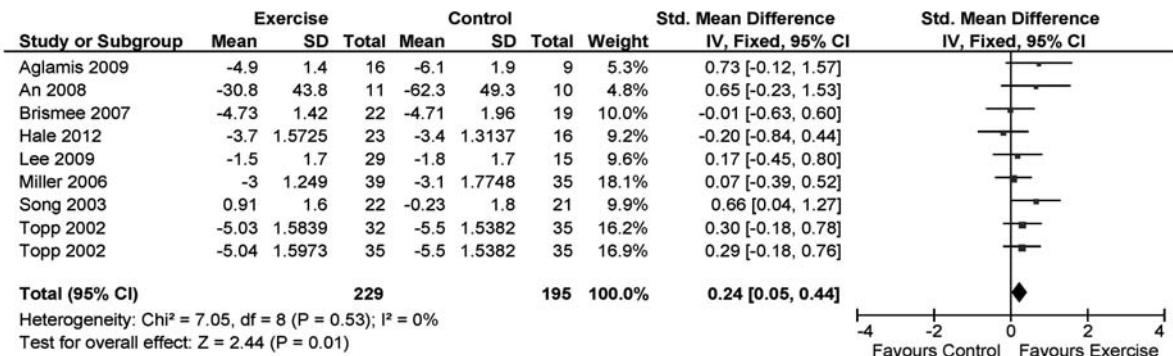 Exercise Control Std. Mean Difference Std. Mean Difference
Study or Subgroup Mean SD Total Mean SD Total Weight IV, Fixed, 95% CI IV, Fixed, 95% CI
Aglamis 2009 -4.9 1.4 16 -6.1 1.9 9 5.3% 0.73 [-0.12, 1.57]
An 2008 -30.8 43.8 11 -62.3 49.3 10 4.8% 0.65 [-0.23, 1.53]
Brismee 2007 -4.73 1.42 22 -4.71 1.96 19 10.0% -0.01 [-0.63, 0.60]
Hale 2012 -3.7 1.5725 23 -3.4 1.3137 16 9.2% -0.20 [-0.84, 0.44]
Lee 2009 -1.5 1.7 29 -1.8 1.7 15 9.6% 0.17 [-0.45, 0.80]
Miller 2006 -3 1.249 39 -3.1 1.7748 35 18.1% 0.07 [-0.39, 0.52]
Song 2003 0.91 1.6 22 -0.23 1.8 21 9.9% 0.66 [0.04, 1.27]
Topp 2002 -5.03 1.5839 32 -5.5 1.5382 35 16.2% 0.30 [-0.18, 0.78]
Topp 2002 -5.04 1.5973 35 -5.5 1.5382 35 16.9% 0.29 [-0.18, 0.76]
Total (95% CI) 229 195 100.0% 0.24 [0.05, 0.44]
Heterogeneity: Chi² = 7.05, df = 8 (P = 0.53); I² = 0%
Test for overall effect: Z = 2.44 (P = 0.01)
-4 -2 0 2 4
Favours Control Favours Exercise